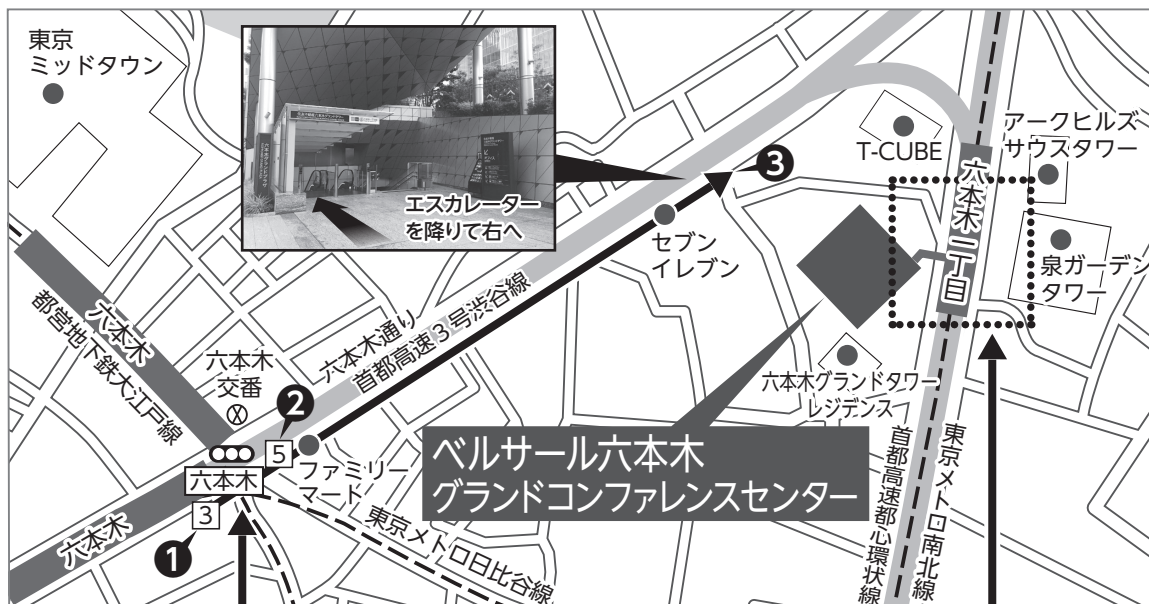 東京
ミッドタウン
エスカレーター
を降りて右へ
❸
セブン
イレブン
T-CUBE
アークヒルズ
サウスタワー
六本木一丁目
泉ガーデン
タワー
六本木グランドタワー
レジデンス
六本木
都営地下鉄大江戸線
六本木通り
首都高速3号渋谷線
六本木
交番
❷
5
ファミリー
マート
六本木
3
❶
六本木
東京メトロ日比谷線
ベルサール六本木
グランドコンファレンスセンター
首都高速都心環状線
東京メトロ南北線